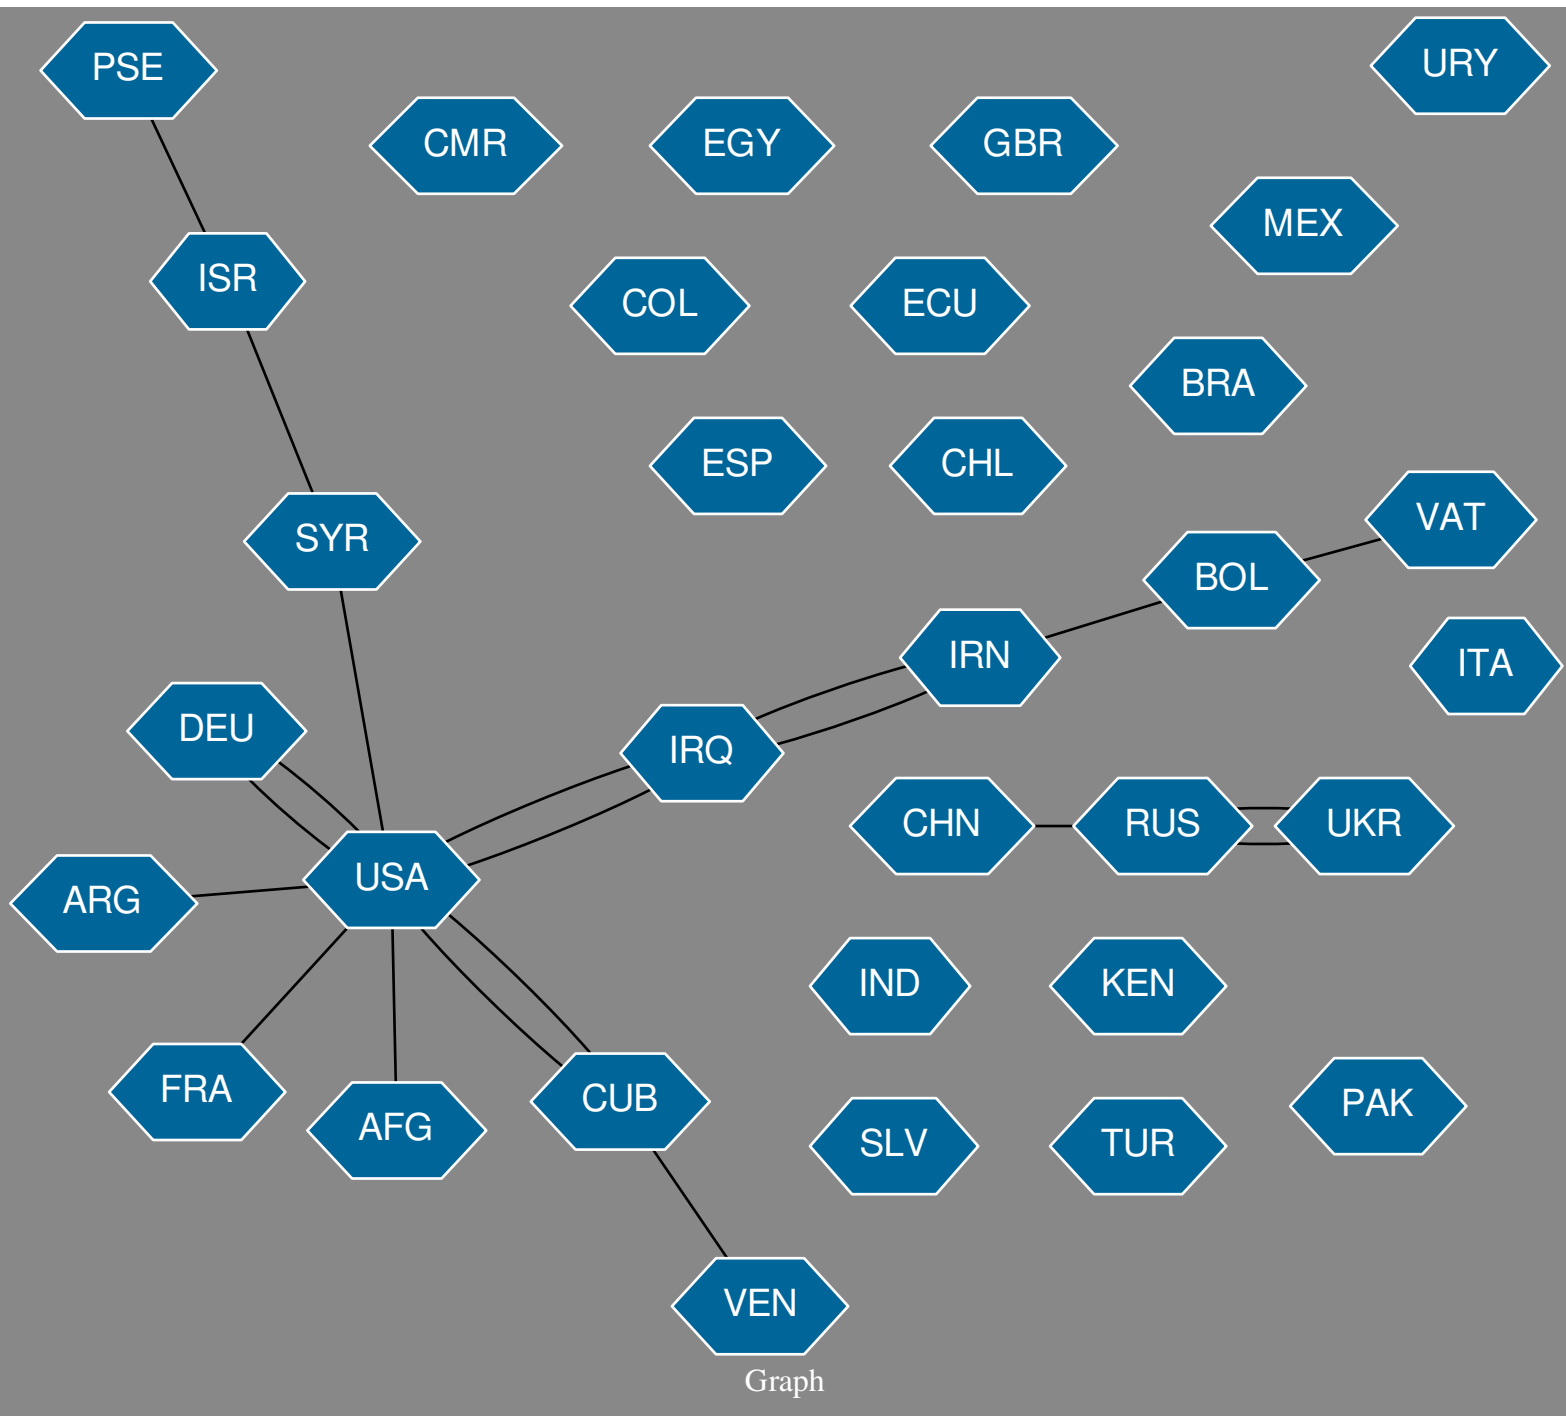 PSE
URY
CMR
EGY
GBR
MEX
ISR
COL
ECU
BRA
ESP
CHL
VAT
SYR
BOL
IRN
ITA
DEU
IRQ
CHN
RUS
UKR
USA
ARG
IND
KEN
FRA
AFG
CUB
PAK
SLV
TUR
VEN
Graph